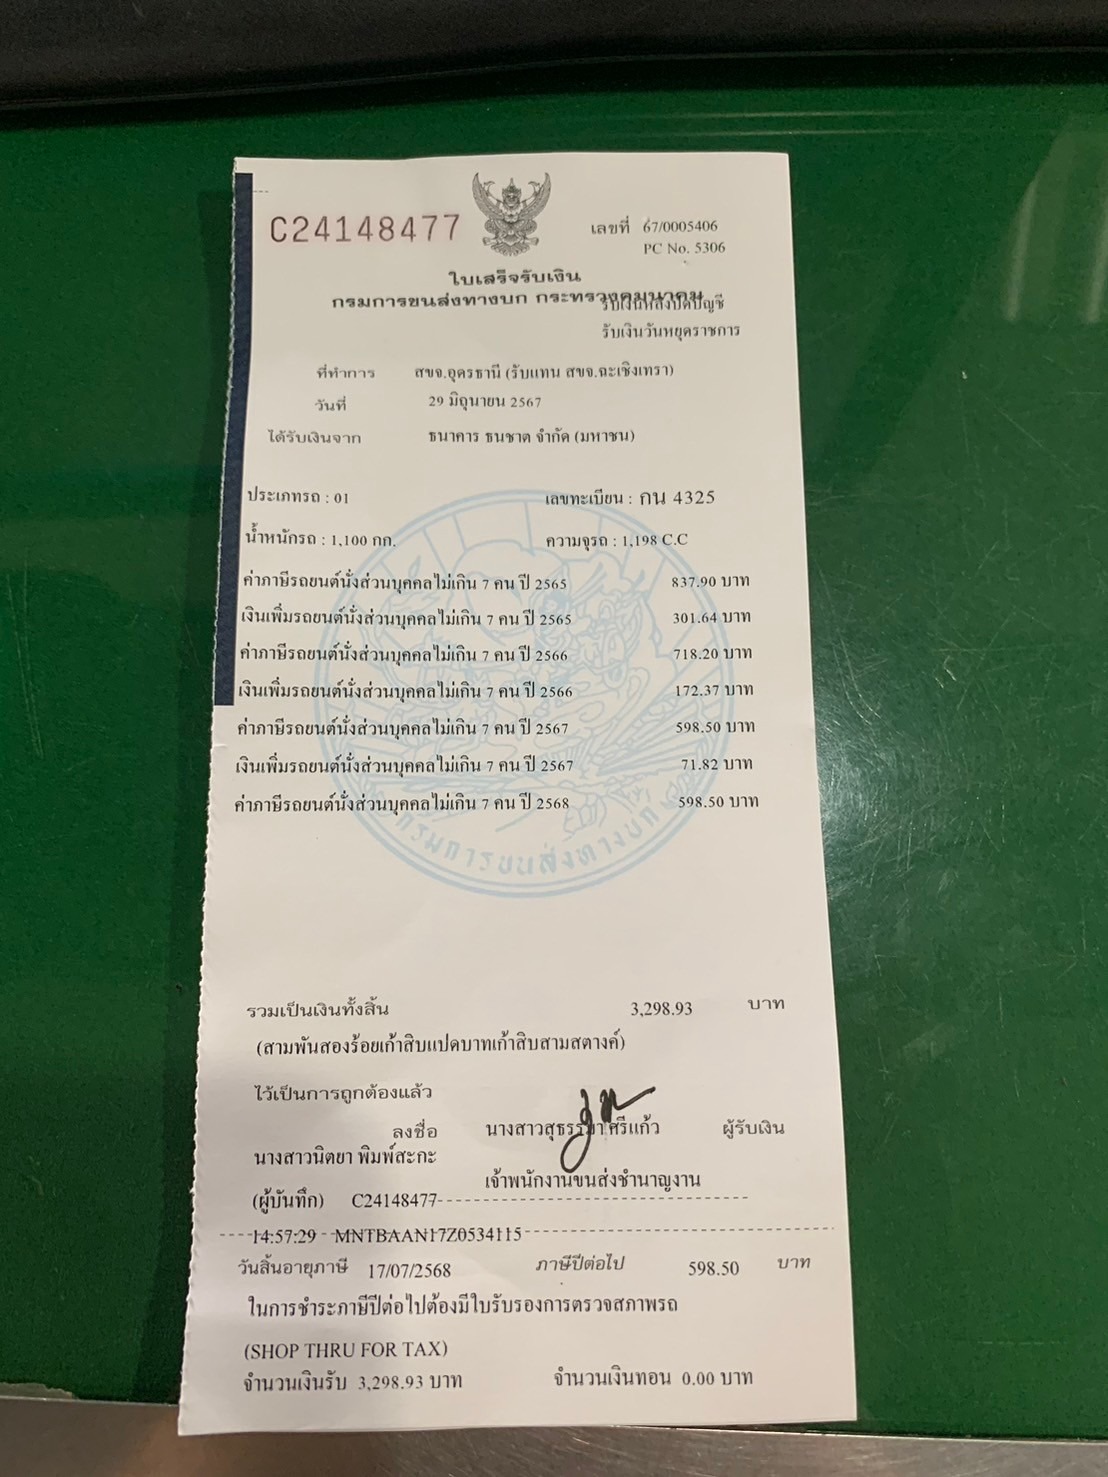 C24148477
เลขที่ 67/0005406
PC No. 5306
ใบเสร็จรับเงิน
กรมการขนส่งทางบก กระทรวงคมนาคม
รับเงินหลังปิดบัญชี
รับเงินวันหยุดราชการ
ที่ทำการ สขจ.อุดรธานี (รับแทน สขจ.ฉะเชิงเทรา)
วันที่ 29 มิถุนายน 2567
ได้รับเงินจาก ธนาคาร ธนชาต จำกัด (มหาชน)
ประเภทรถ : 01 เลขทะเบียน : กน 4325
น้ำหนักรถ : 1,100 กก. ความจุรถ : 1,198 C.C
ค่าภาษีรถยนต์นั่งส่วนบุคคลไม่เกิน 7 คน ปี 2565 837.90 บาท
เงินเพิ่มรถยนต์นั่งส่วนบุคคลไม่เกิน 7 คน ปี 2565 301.64 บาท
ค่าภาษีรถยนต์นั่งส่วนบุคคลไม่เกิน 7 คน ปี 2566 718.20 บาท
เงินเพิ่มรถยนต์นั่งส่วนบุคคลไม่เกิน 7 คน ปี 2566 172.37 บาท
ค่าภาษีรถยนต์นั่งส่วนบุคคลไม่เกิน 7 คน ปี 2567 598.50 บาท
เงินเพิ่มรถยนต์นั่งส่วนบุคคลไม่เกิน 7 คน ปี 2567 71.82 บาท
ค่าภาษีรถยนต์นั่งส่วนบุคคลไม่เกิน 7 คน ปี 2568 598.50 บาท
กรมการขนส่งทางบก
รวมเป็นเงินทั้งสิ้น 3,298.93 บาท
(สามพันสองร้อยเก้าสิบแปดบาทเก้าสิบสามสตางค์)
ไว้เป็นการถูกต้องแล้ว
ลงชื่อ นางสาวสุธรรมา ศรีแก้ว ผู้รับเงิน
นางสาวนิตยา พิมพ์สะกะ
เจ้าพนักงานขนส่งชำนาญงาน
(ผู้บันทึก) C24148477
14:57:29 MNTBAAN17Z0534115
วันสิ้นอายุภาษี 17/07/2568 ภาษีปีต่อไป 598.50 บาท
ในการชำระภาษีปีต่อไปต้องมีใบรับรองการตรวจสภาพรถ
(SHOP THRU FOR TAX)
จำนวนเงินรับ 3,298.93 บาท จำนวนเงินทอน 0.00 บาท